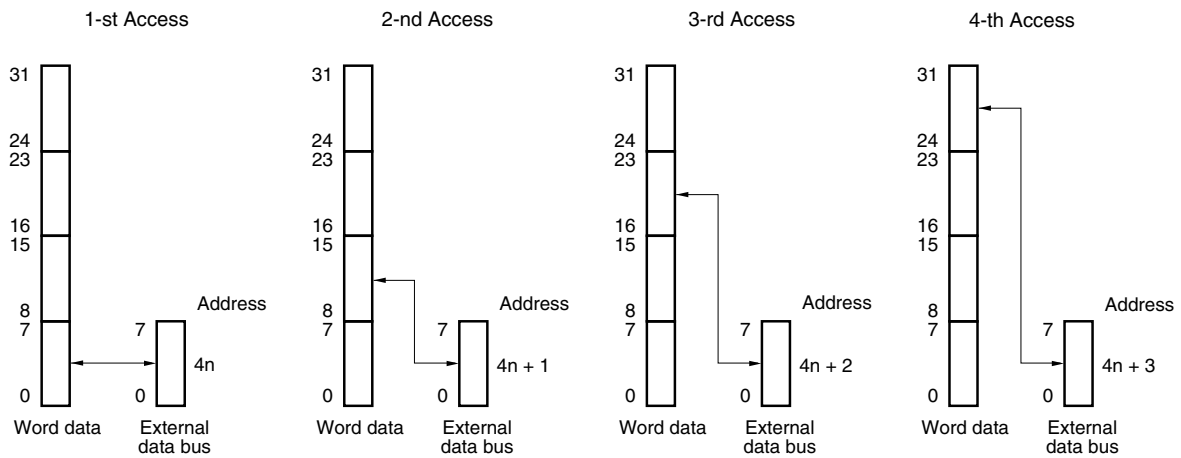 1-st Access
31
24
23
16
15
8
7
0
Word data
7
0
Address
4n
External
data bus
2-nd Access
31
24
23
16
15
8
7
0
Word data
7
0
Address
4n + 1
External
data bus
3-rd Access
31
24
23
16
15
8
7
0
Word data
7
0
Address
4n + 2
External
data bus
4-th Access
31
24
23
16
15
8
7
0
Word data
7
0
Address
4n + 3
External
data bus